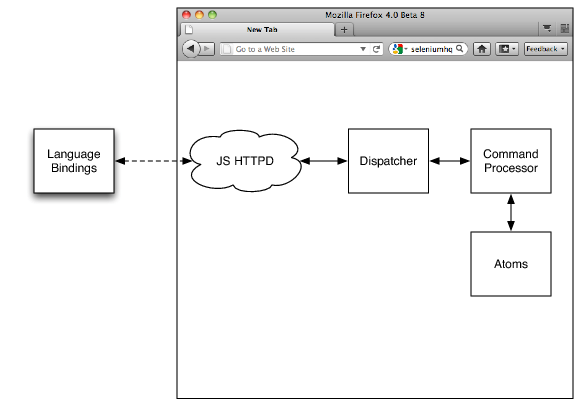 Mozilla Firefox 4.0 Beta 8
New Tab
+
Go to a Web Site
seleniumhq
Feedback
Language
Bindings
JS HTTPD
Dispatcher
Command
Processor
Atoms